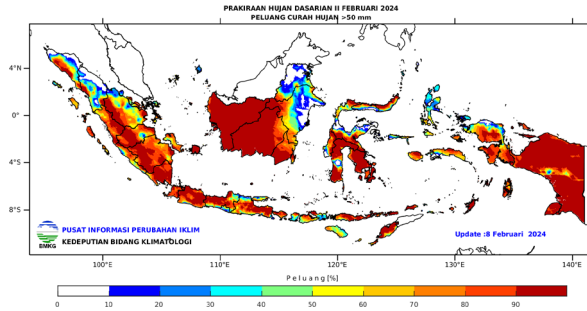 PRAKIRAAN HUJAN DASARIAN II FEBRUARI 2024
PELUANG CURAH HUJAN >50 mm
4°N
0°
4°S
8°S
PUSAT INFORMASI PERUBAHAN IKLIM
KEDEPUTIAN BIDANG KLIMATOLOGI
BMKG
Update :8 Februari 2024
100°E 110°E 120°E 130°E 140°E
Peluang [%]
0 10 20 30 40 50 60 70 80 90